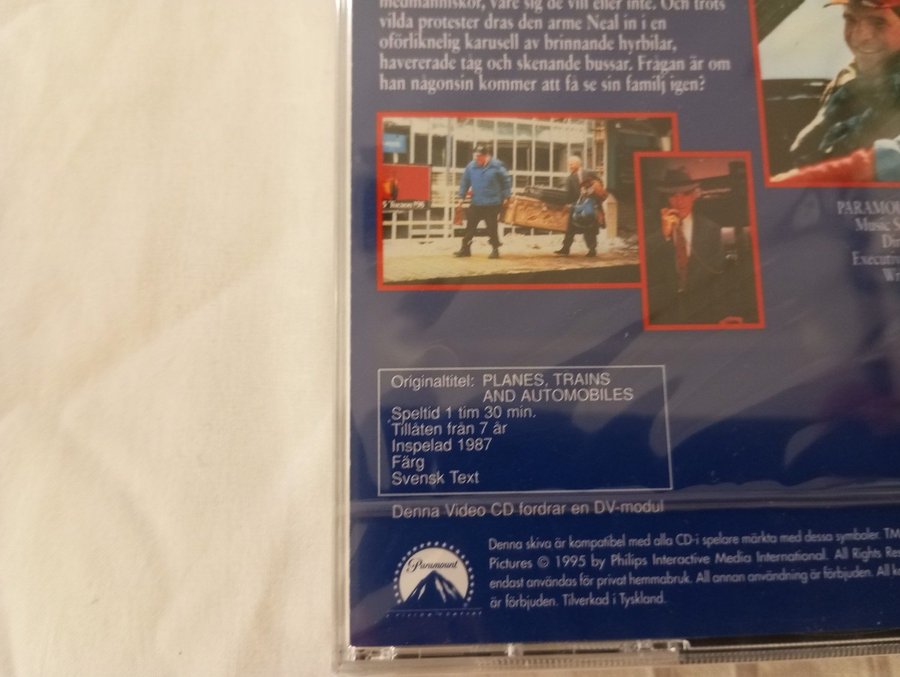 medmänniskor, vare sig de vill eller inte. Och trots
vilda protester dras den arme Neal in i en
oförliknelig karusell av brinnande hyrbilar,
havererade tåg och skenande bussar. Frågan är om
han någonsin kommer att få se sin familj igen?
PARAMOU
Music S
Di
Executiv
Wr
Originaltitel: PLANES, TRAINS
AND AUTOMOBILES
Speltid 1 tim 30 min.
Tillåten från 7 år
Inspelad 1987
Färg
Svensk Text
Denna Video CD fordrar en DV-modul
Denna skiva är kompatibel med alla CD-i spelare märkta med dessa symboler. TM
Pictures © 1995 by Philips Interactive Media International. All Rights Res
endast användas för privat hemmabruk. All annan användning är förbjuden. All k
är förbjuden. Tillverkad i Tyskland.
Paramount